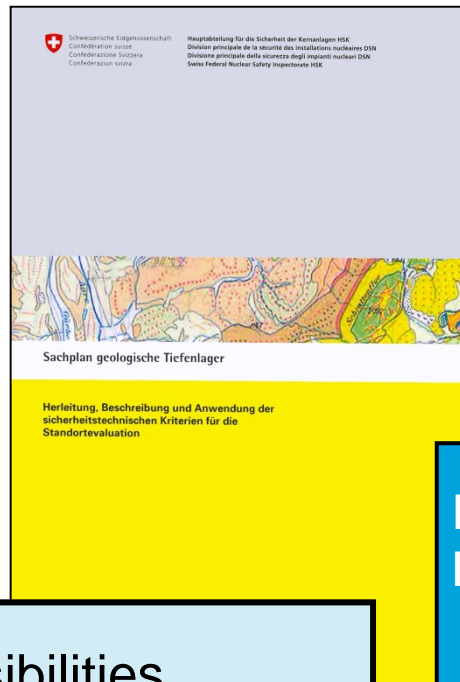 Schweizerische Eidgenossenschaft
Confédération suisse
Confederazione Svizzera
Confederaziun svizra
Hauptabteilung für die Sicherheit der Kernanlagen HSK
Division principale de la sécurité des installations nucléaires DSN
Divisione principale della sicurezza degli impianti nucleari DSN
Swiss Federal Nuclear Safety Inspectorate HSK
Sachplan geologische Tiefenlager
Herleitung, Beschreibung und Anwendung der
sicherheitstechnischen Kriterien für die
Standortevaluation